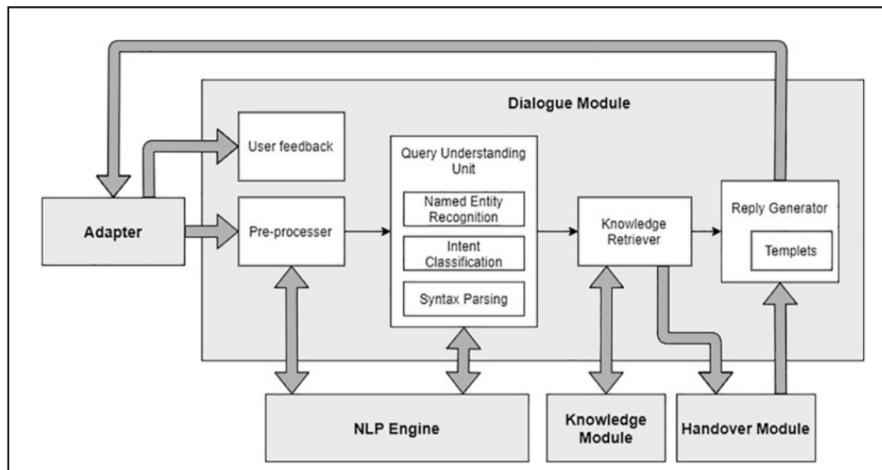 Dialogue Module
User feedback
Query Understanding
Unit
Named Entity
Recognition
Intent
Classification
Syntax Parsing
Adapter
Pre-processer
Knowledge
Retriever
Reply Generator
Templets
NLP Engine
Knowledge
Module
Handover Module